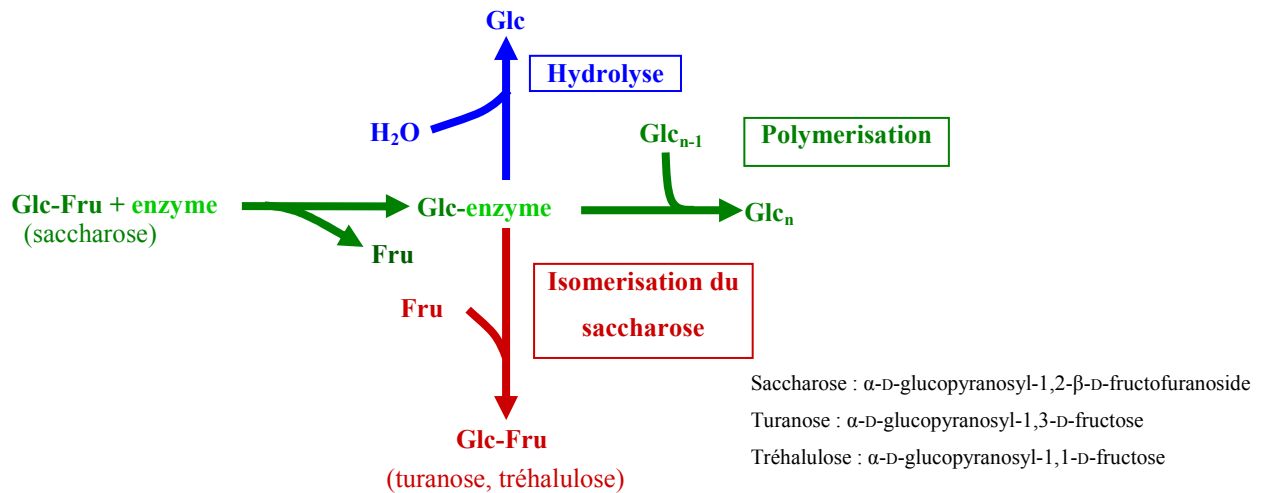 Glc
Hydrolyse
H₂O
Glcₙ₋₁
Polymerisation
Glc-Fru + enzyme
(saccharose)
Fru
Glc-enzyme
Glcₙ
Fru
Isomerisation du
saccharose
Glc-Fru
(turanose, tréhalulose)
Saccharose : α-D-glucopyranosyl-1,2-β-D-fructofuranoside
Turanose : α-D-glucopyranosyl-1,3-D-fructose
Tréhalulose : α-D-glucopyranosyl-1,1-D-fructose